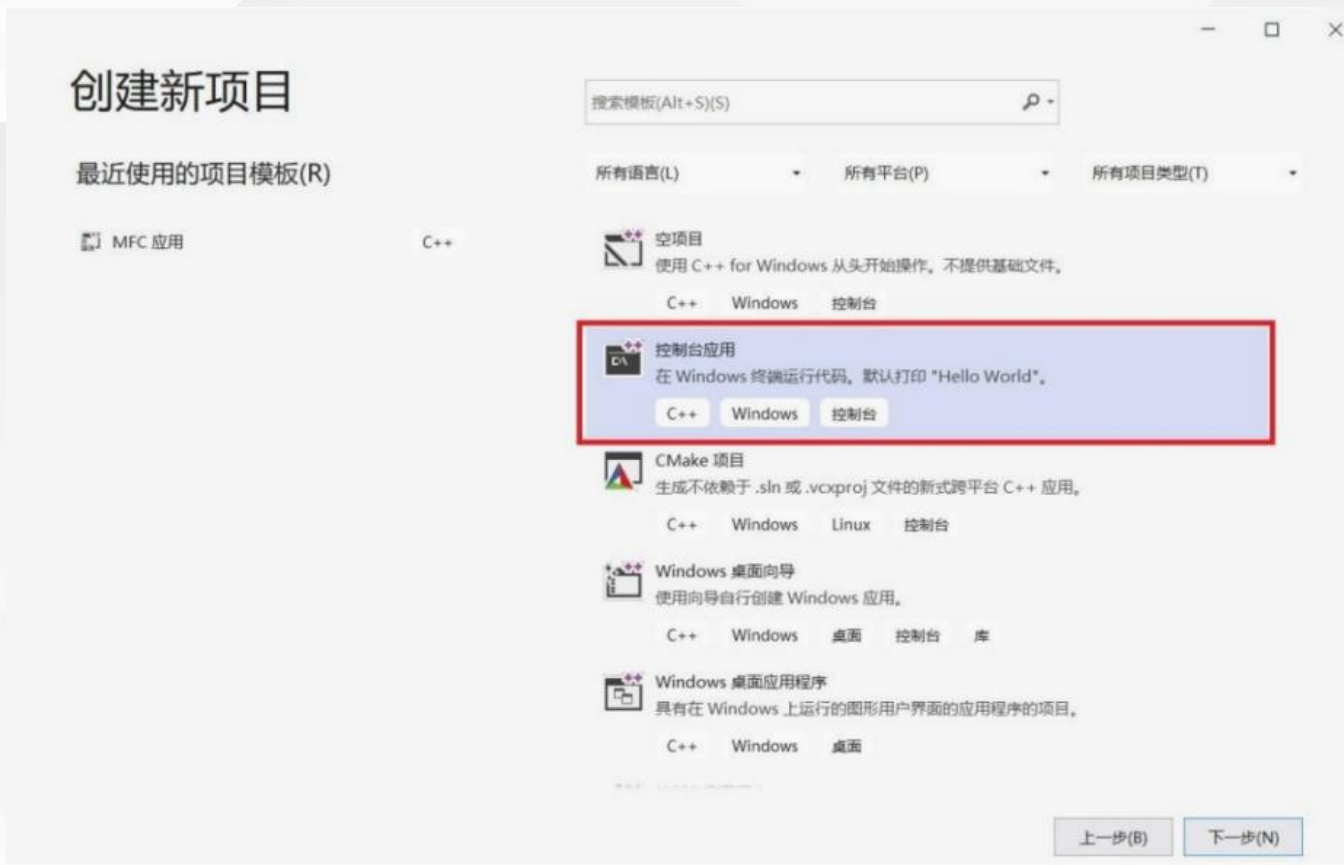 创建新项目
搜索模板(Alt+S)(S)
最近使用的项目模板(R)
所有语言(L) 所有平台(P) 所有项目类型(T)
MFC 应用 C++
空项目
使用 C++ for Windows 从头开始操作。不提供基础文件。
C++ Windows 控制台
控制台应用
在 Windows 终端运行代码。默认打印 "Hello World"。
C++ Windows 控制台
CMake 项目
生成不依赖于 .sln 或 .vcxproj 文件的新式跨平台 C++ 应用。
C++ Windows Linux 控制台
Windows 桌面向导
使用向导自行创建 Windows 应用。
C++ Windows 桌面 控制台 库
Windows 桌面应用程序
具有在 Windows 上运行的图形用户界面的应用程序的项目。
C++ Windows 桌面
上一步(B) 下一步(N)